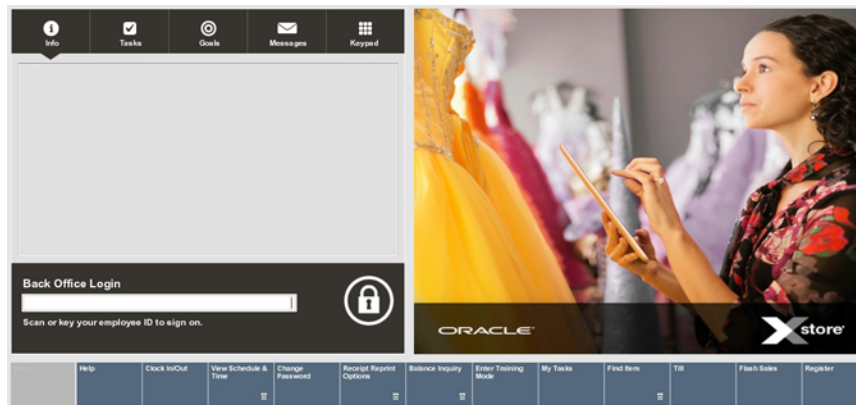 Info
Tasks
Goals
Messages
Keypad
Back Office Login
Scan or key your employee ID to sign on.
ORACLE
Xstore
Help
Clock In/Out
View Schedule &
Time
Change
Password
Receipt Reprint
Options
Balance Inquiry
Enter Training
Mode
My Tasks
Find Item
Till
Flash Sales
Register